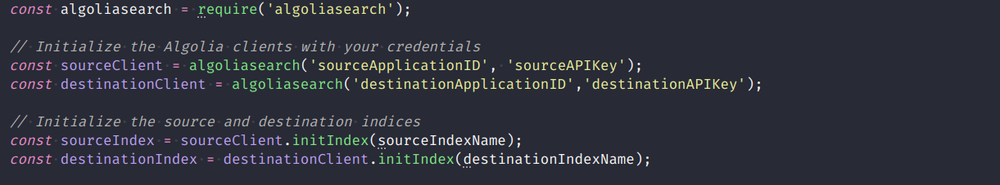 const algoliasearch = require('algoliasearch');
// Initialize the Algolia clients with your credentials
const sourceClient = algoliasearch('sourceApplicationID', 'sourceAPIKey');
const destinationClient = algoliasearch('destinationApplicationID','destinationAPIKey');
// Initialize the source and destination indices
const sourceIndex = sourceClient.initIndex(sourceIndexName);
const destinationIndex = destinationClient.initIndex(destinationIndexName);